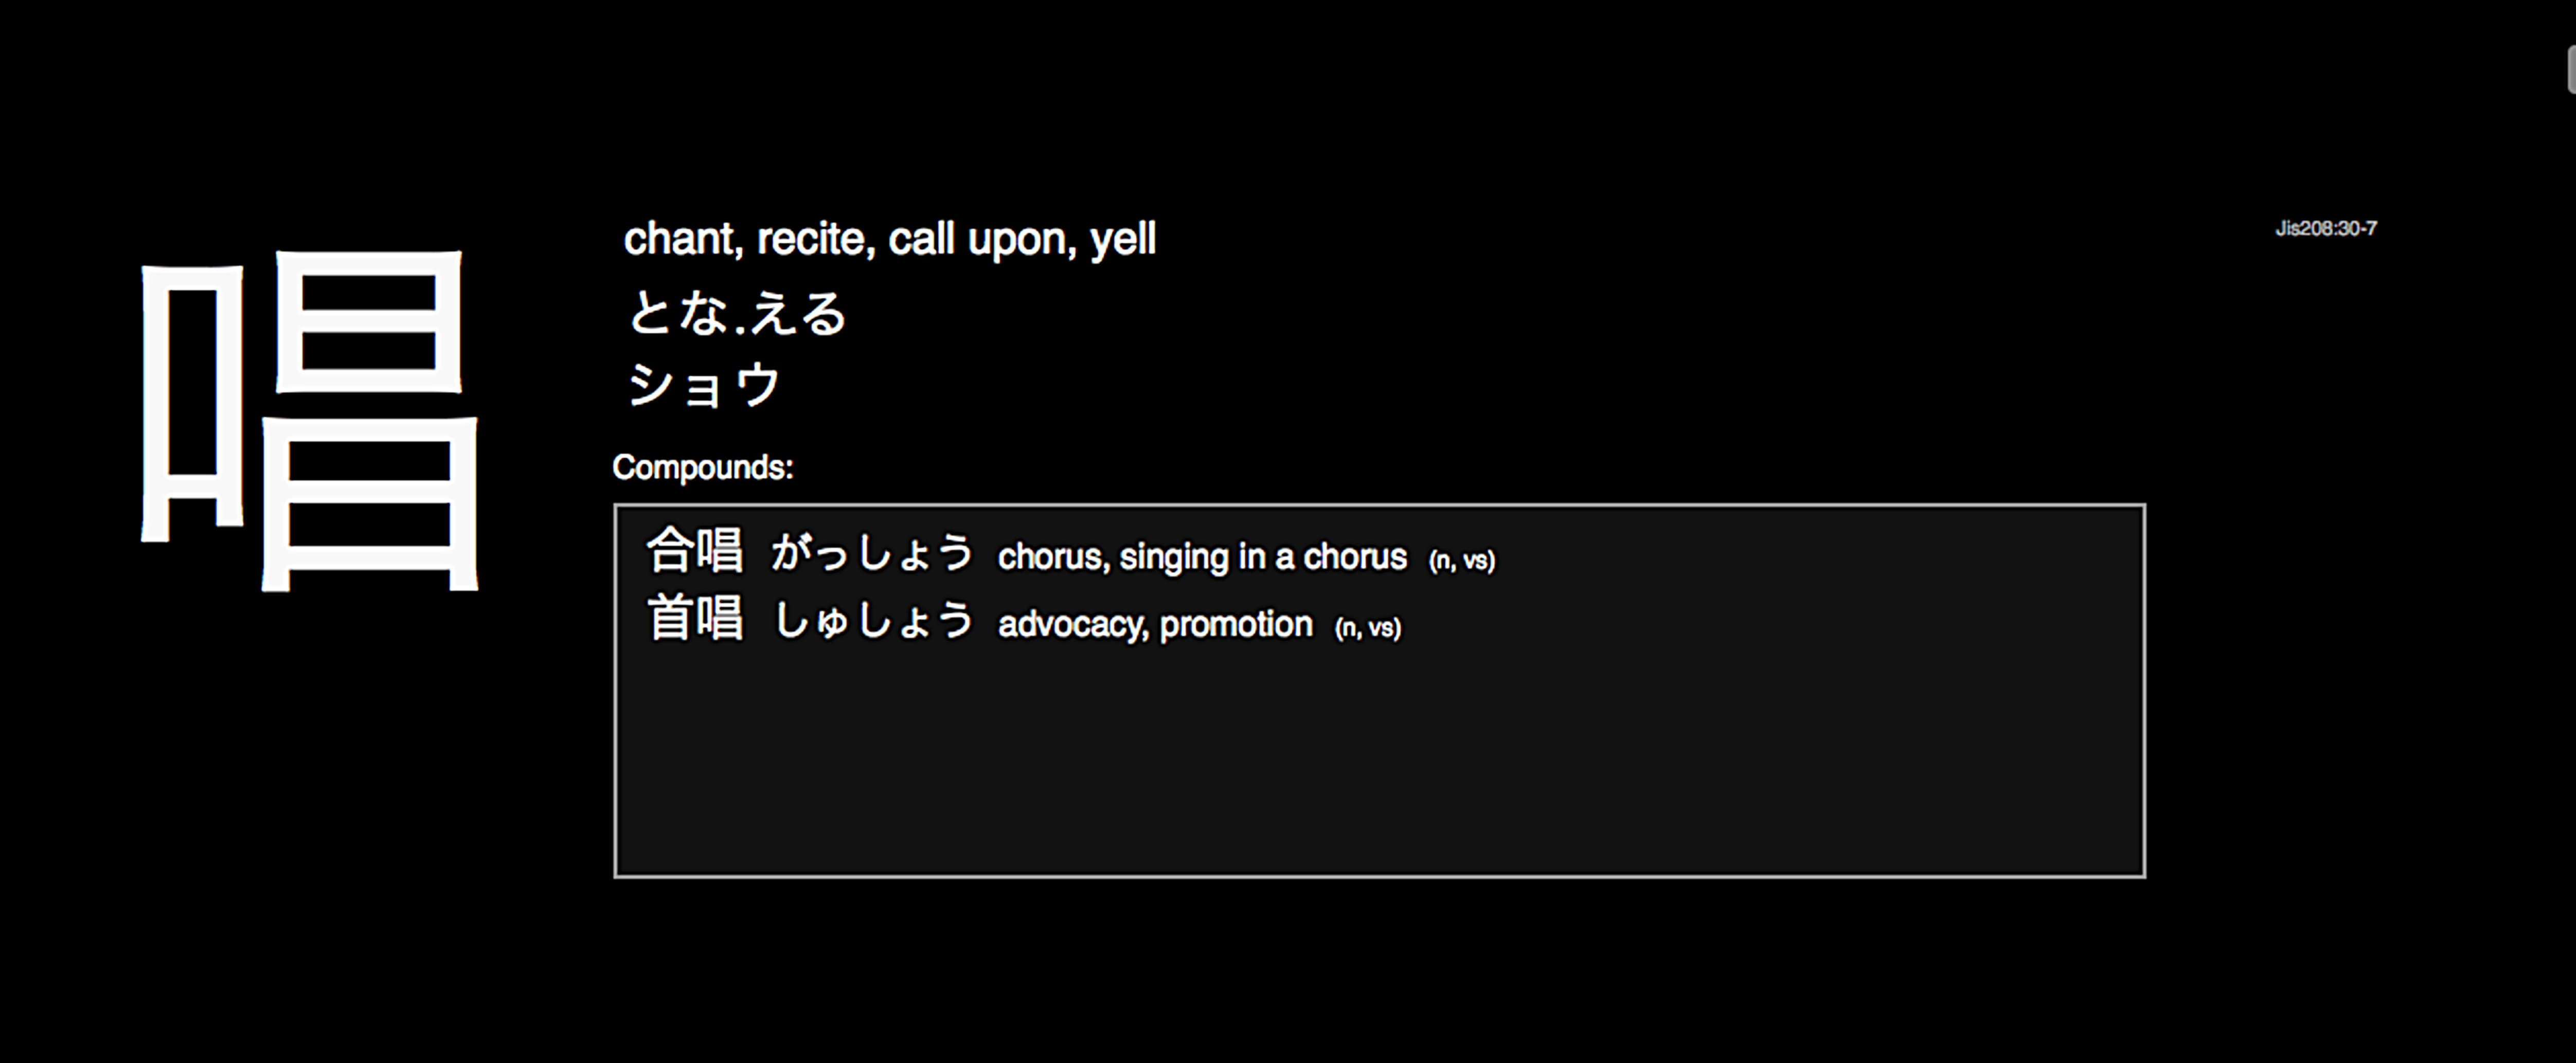 唱
chant, recite, call upon, yell
Jis208:30-7
とな.える
ショウ
Compounds:
合唱 がっしょう chorus, singing in a chorus (n, vs)
首唱 しゅしょう advocacy, promotion (n, vs)